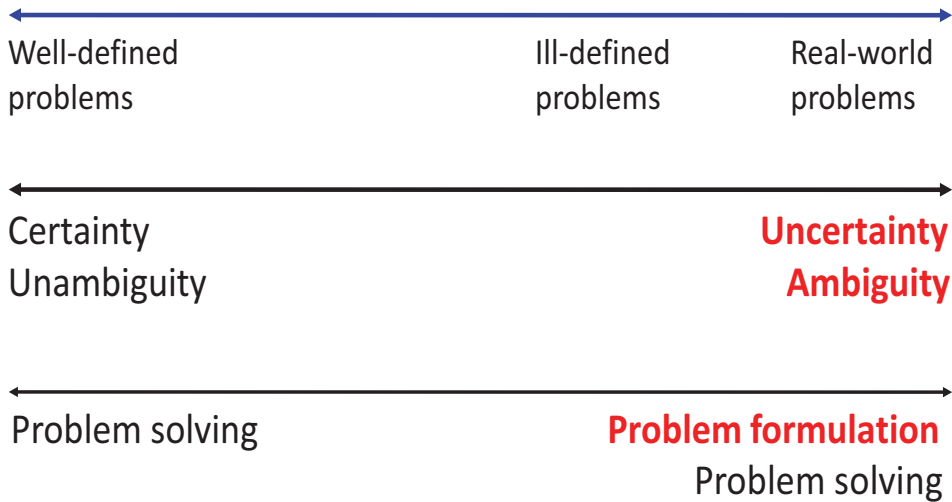 Well-defined problems
Ill-defined problems
Real-world problems
Certainty
Unambiguity
Uncertainty
Ambiguity
Problem solving
Problem formulation
Problem solving